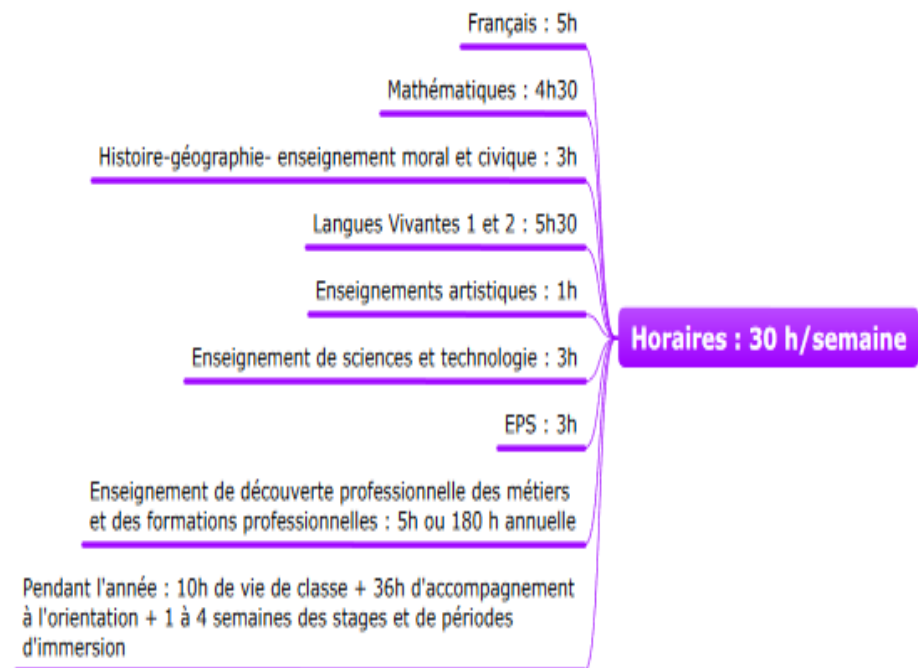 Français : 5h
Mathématiques : 4h30
Histoire-géographie- enseignement moral et civique : 3h
Langues Vivantes 1 et 2 : 5h30
Enseignements artistiques : 1h
Horaires : 30 h/semaine
Enseignement de sciences et technologie : 3h
EPS : 3h
Enseignement de découverte professionnelle des métiers
et des formations professionnelles : 5h ou 180 h annuelle
Pendant l'année : 10h de vie de classe + 36h d'accompagnement
à l'orientation + 1 à 4 semaines des stages et de périodes
d'immersion